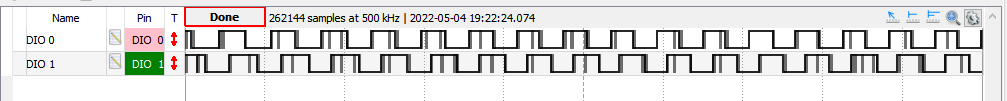 Name Pin T Done 262144 samples at 500 kHz | 2022-05-04 19:22:24.074
DIO 0 DIO 0
DIO 1 DIO 1